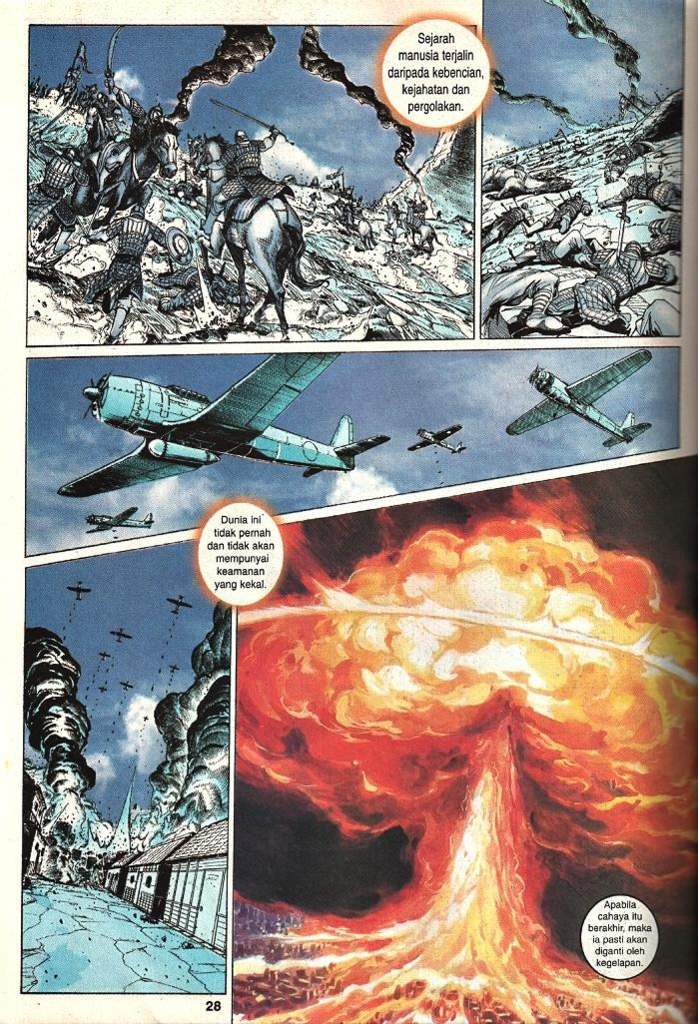 Sejarah
manusia terjalin
daripada kebencian,
kejahatan dan
pergolakan.
Dunia ini
tidak pernah
dan tidak akan
mempunyai
keamanan
yang kekal.
Apabila
cahaya itu
berakhir, maka
ia pasti akan
diganti oleh
kegelapan.
28